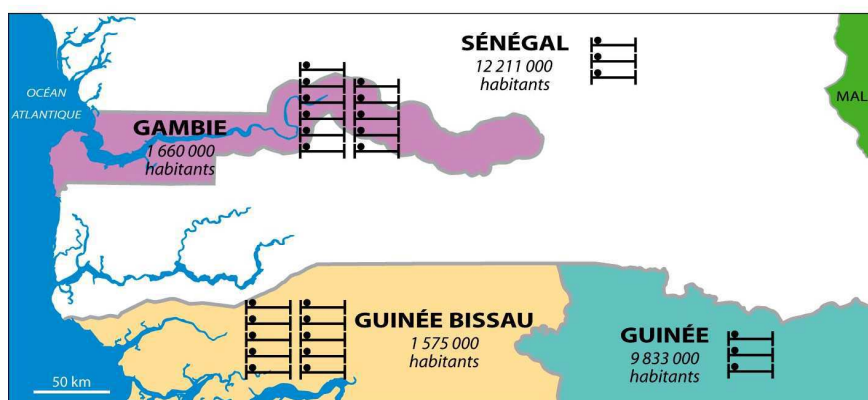 SÉNÉGAL
12 211 000
habitants
OCÉAN
ATLANTIQUE
MAL
GAMBIE
1 660 000
habitants
GUINÉE BISSAU
1 575 000
habitants
GUINÉE
9 833 000
habitants
50 km